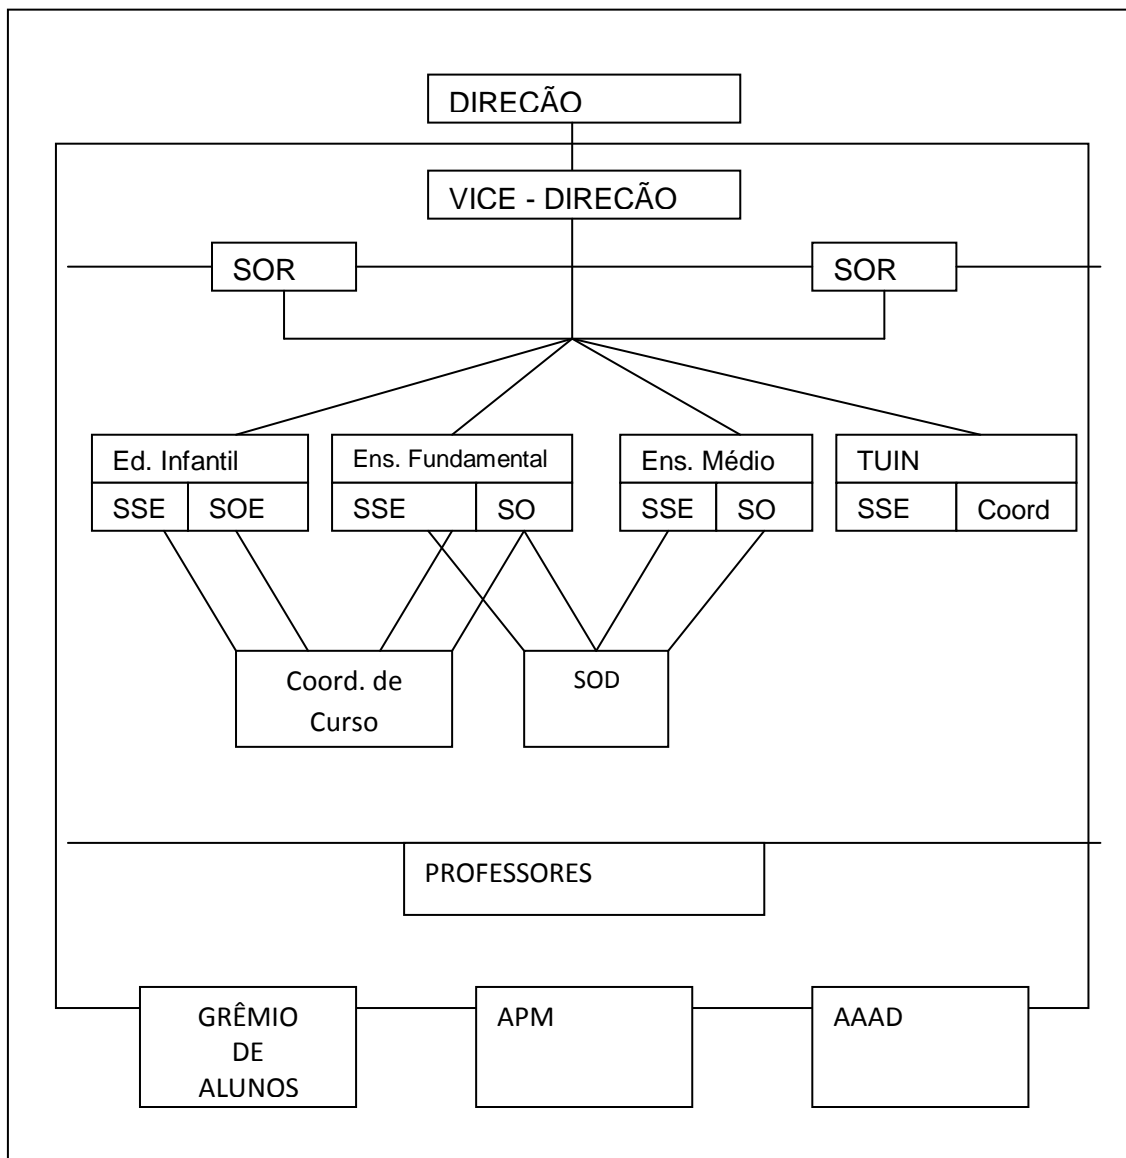 DIREÇÃO
VICE - DIREÇÃO
SOR
SOR
Ed. Infantil
Ens. Fundamental
Ens. Médio
TUIN
SSE
SOE
SSE
SO
SSE
SO
SSE
Coord
Coord. de
Curso
SOD
PROFESSORES
GRÊMIO
DE
ALUNOS
APM
AAAD